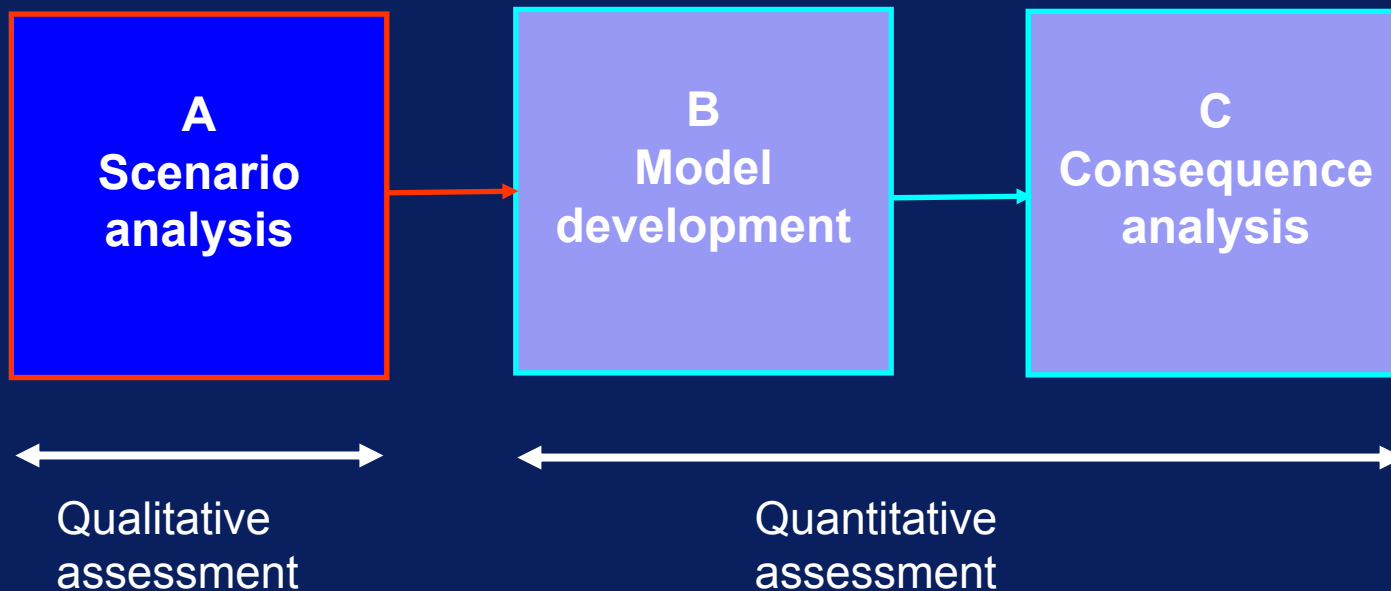 A
Scenario
analysis
B
Model
development
C
Consequence
analysis
Qualitative
assessment
Quantitative
assessment